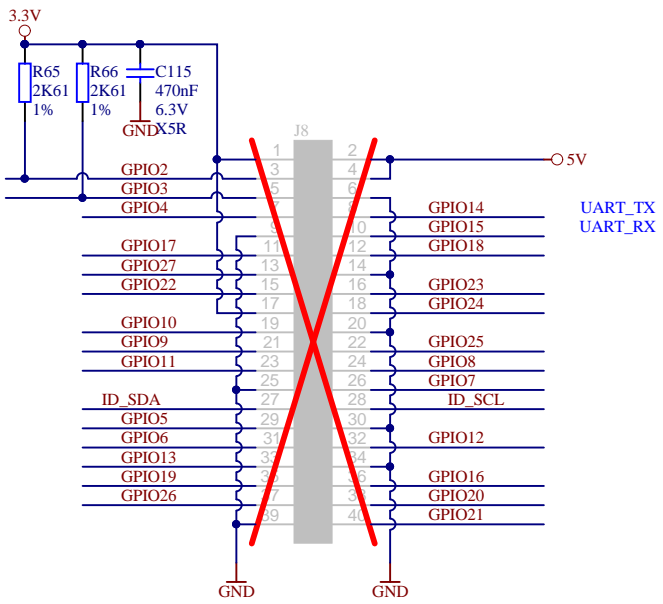 3.3V
R65
2K61
1%
R66
2K61
1%
C115
470nF
6.3V
X5R
GND
J8
1 2
5V
GPIO2 3 4
GPIO3 5 6
GPIO4 7 8 GPIO14 UART_TX
9 10 GPIO15 UART_RX
GPIO17 11 12 GPIO18
GPIO27 13 14
GPIO22 15 16 GPIO23
17 18 GPIO24
GPIO10 19 20
GPIO9 21 22 GPIO25
GPIO11 23 24 GPIO8
25 26 GPIO7
ID_SDA 27 28 ID_SCL
GPIO5 29 30
GPIO6 31 32 GPIO12
GPIO13 33 34
GPIO19 35 36 GPIO16
GPIO26 37 38 GPIO20
39 40 GPIO21
GND GND